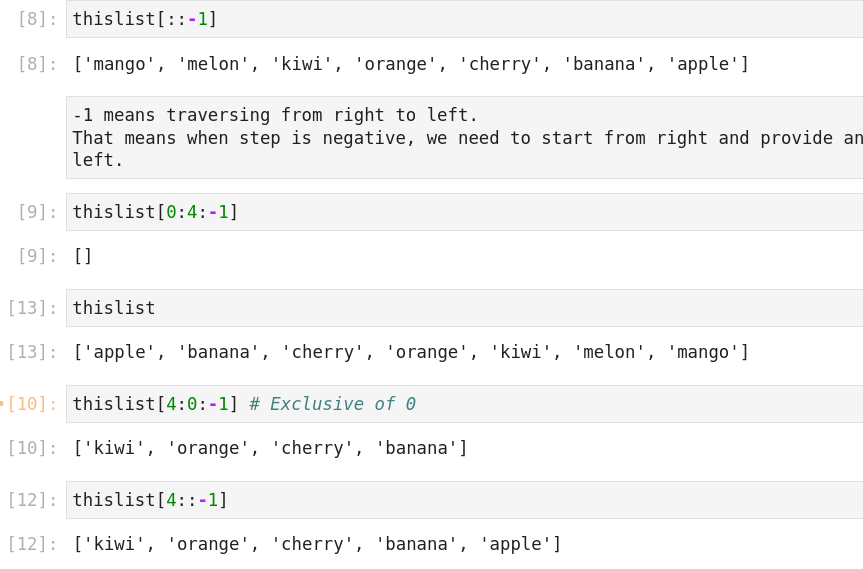 [8]: thislist[::-1]
[8]: ['mango', 'melon', 'kiwi', 'orange', 'cherry', 'banana', 'apple']
-1 means traversing from right to left.
That means when step is negative, we need to start from right and provide an
left.
[9]: thislist[0:4:-1]
[9]: []
[13]: thislist
[13]: ['apple', 'banana', 'cherry', 'orange', 'kiwi', 'melon', 'mango']
•[10]: thislist[4:0:-1] # Exclusive of 0
[10]: ['kiwi', 'orange', 'cherry', 'banana']
[12]: thislist[4::-1]
[12]: ['kiwi', 'orange', 'cherry', 'banana', 'apple']